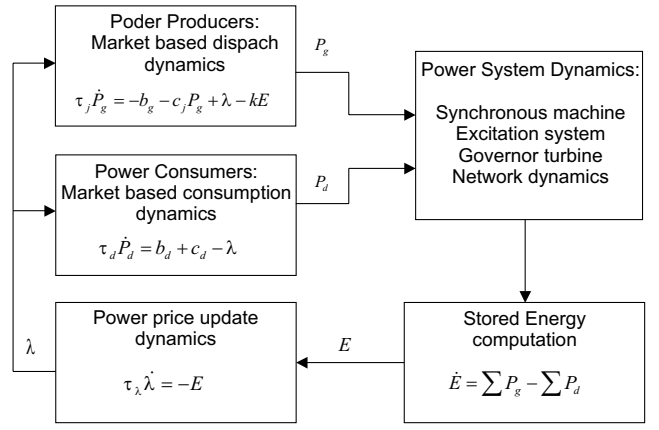 Poder Producers:
Market based dispach
dynamics
τ_j Ṗ_g = −b_g − c_j P_g + λ − kE
P_g
Power System Dynamics:
Synchronous machine
Excitation system
Governor turbine
Network dynamics
Power Consumers:
Market based consumption
dynamics
τ_d Ṗ_d = b_d + c_d − λ
P_d
Power price update
dynamics
τ_λ λ̇ = −E
λ
E
Stored Energy
computation
Ė = ∑ P_g − ∑ P_d